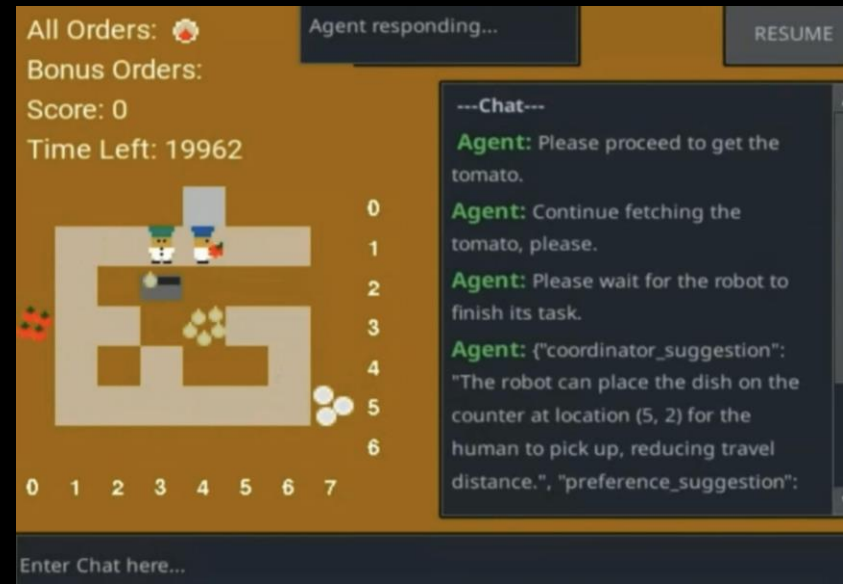 All Orders:
Bonus Orders:
Score: 0
Time Left: 19962
Agent responding...
RESUME
---Chat---
Agent: Please proceed to get the
tomato.
Agent: Continue fetching the
tomato, please.
Agent: Please wait for the robot to
finish its task.
Agent: {"coordinator_suggestion":
"The robot can place the dish on the
counter at location (5, 2) for the
human to pick up, reducing travel
distance.", "preference_suggestion":
0
1
2
3
4
5
6
0 1 2 3 4 5 6 7
Enter Chat here...